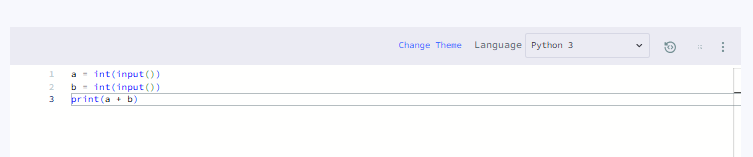 Change Theme Language Python 3
1 a = int(input())
2 b = int(input())
3 print(a + b)